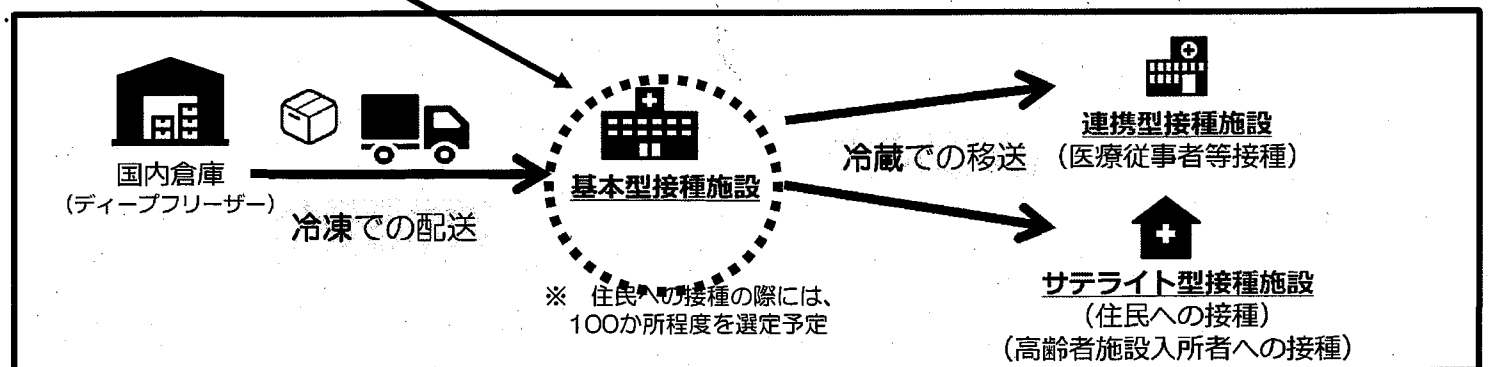 国内倉庫
(ディープフリーザー)
冷凍での配送
基本型接種施設
※ 住民への接種の際には、
100か所程度を選定予定
冷蔵での移送
連携型接種施設
(医療従事者等接種)
サテライト型接種施設
(住民への接種)
(高齢者施設入所者への接種)